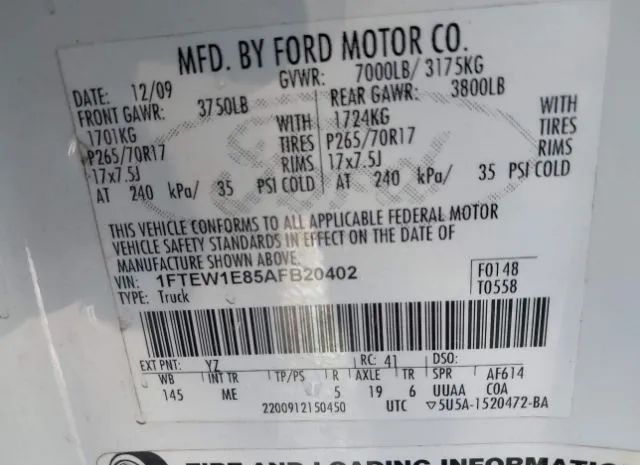 MFD. BY FORD MOTOR CO.
DATE: 12/09 GVWR: 7000LB/ 3175KG
FRONT GAWR: 3750LB REAR GAWR: 3800LB
1701KG WITH 1724KG WITH
P265/70R17 TIRES P265/70R17 TIRES
17x7.5J RIMS 17x7.5J RIMS
AT 240 kPa/ 35 PSI COLD AT 240 kPa/ 35 PSI COLD
THIS VEHICLE CONFORMS TO ALL APPLICABLE FEDERAL MOTOR
VEHICLE SAFETY STANDARDS IN EFFECT ON THE DATE OF
MANUFACTURE SHOWN ABOVE.
VIN: 1FTEW1E85AFB20402 F0148
TYPE: Truck T0558
EXT PNT: YZ RC: 41 DSO:
WB INT TR TP/PS R AXLE TR SPR AF614
145 ME 5 19 6 UUAA COA
2200912150450 UTC ▽5U5A-1520472-BA
TIRE AND LOADING INFORMATION